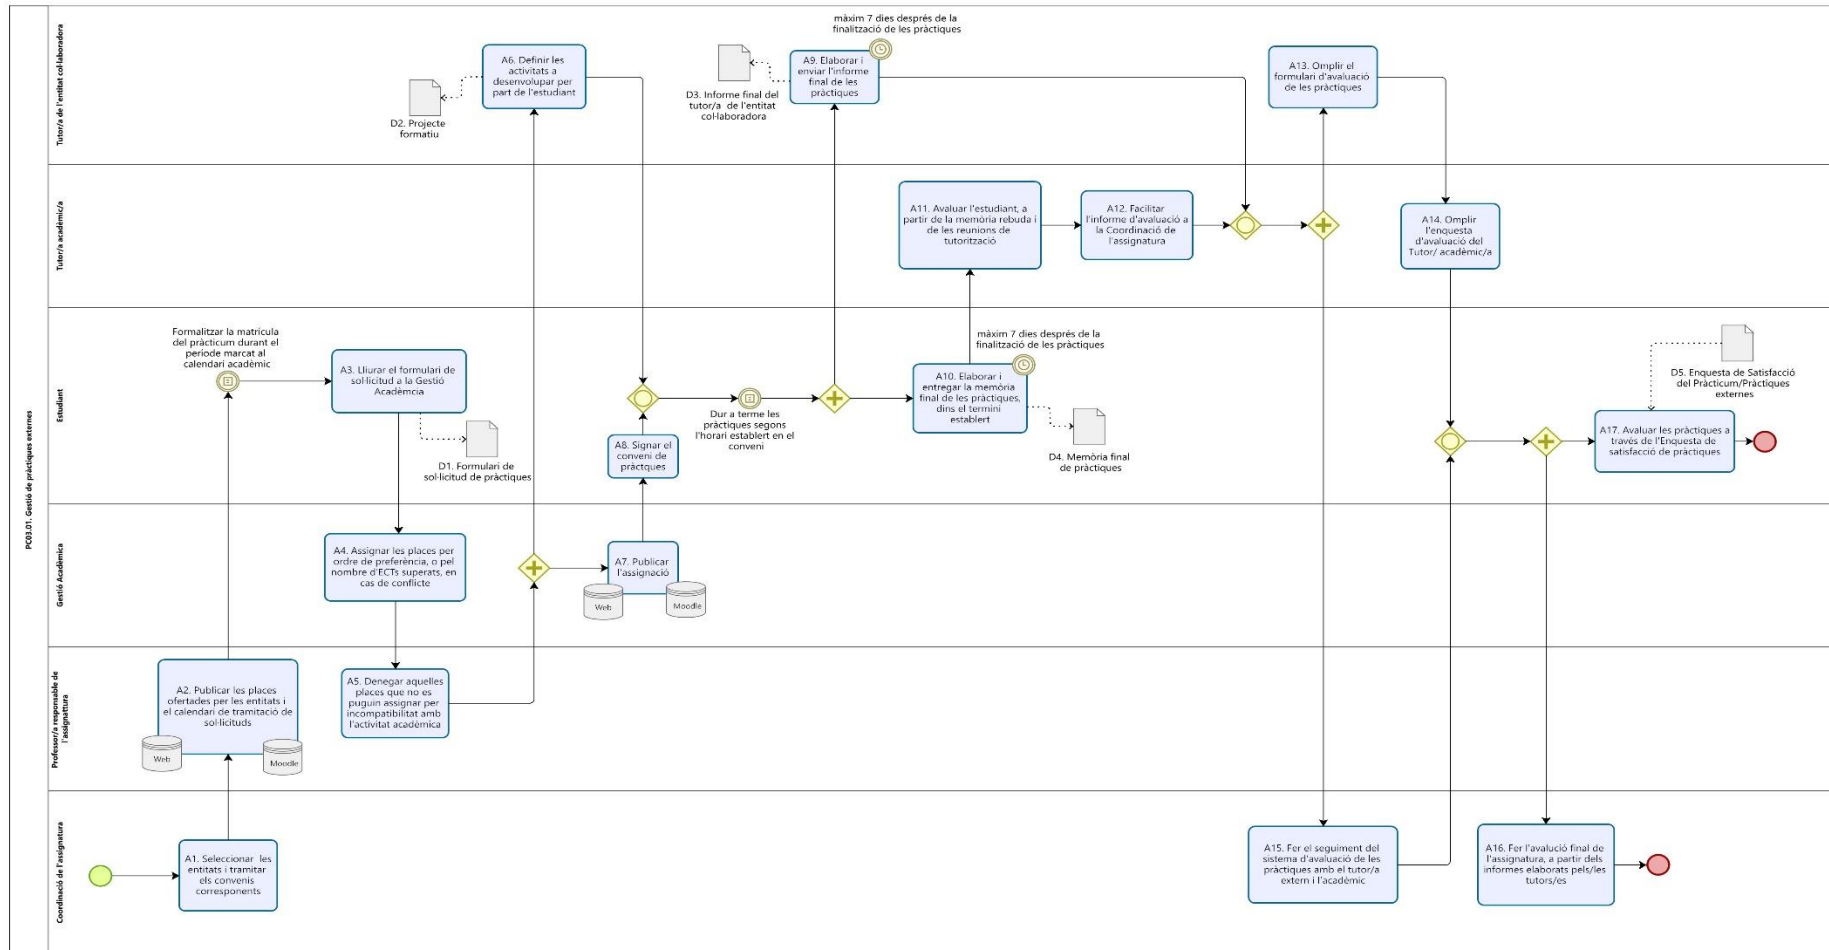 PC03.01. Gestió de pràctiques externes
Tutor/a de l'entitat col·laboradora
A6. Definir les
activitats a
desenvolupar per
part de l'estudiant
D2. Projecte
formatiu
màxim 7 dies després de la
finalització de les pràctiques
A9. Elaborar i
enviar l'informe
final de les
pràctiques
D3. Informe final del
tutor/a de l'entitat
col·laboradora
A13. Omplir el
formulari d'avaluació
de les pràctiques
Tutor/a acadèmic/a
A11. Avaluar l'estudiant, a
partir de la memòria rebuda i
de les reunions de
tutorització
A12. Facilitar
l'informe d'avaluació a
la Coordinació de
l'assignatura
A14. Omplir
l'enquesta
d'avaluació del
Tutor/ acadèmic/a
Estudiant
Formalitzar la matrícula
del pràcticum durant el
període marcat al
calendari acadèmic
A3. Lliurar el formulari de
sol·licitud a la Gestió
Acadèmcia
D1. Formulari de
sol·licitud de pràctiques
A8. Signar el
conveni de
pràctques
Dur a terme les
pràctiques segons
l'horari establert en el
conveni
màxim 7 dies després de la
finalització de les pràctiques
A10. Elaborar i
entregar la memòria
final de les pràctiques,
dins el termini
establert
D4. Memòria final
de pràctiques
D5. Enquesta de Satisfacció
del Pràcticum/Pràctiques
externes
A17. Avaluar les pràctiques a
través de l'Enquesta de
satisfacció de pràctiques
Gestió Acadèmica
A4. Assignar les places per
ordre de preferència, o pel
nombre d'ECTs superats, en
cas de conflicte
A7. Publicar
l'assignació
Web
Moodle
Professor/a responsable de
l'assignattura
A2. Publicar les places
ofertades per les entitats i
el calendari de tramitació de
sol·licituds
Web
Moodle
A5. Denegar aquelles
places que no es
puguin assignar per
incompatibilitat amb
l'activitat acadèmica
Coordinació de l'assignatura
A1. Seleccionar les
entitats i tramitar
els convenis
corresponents
A15. Fer el seguiment del
sistema d'avaluació de les
pràctiques amb el tutor/a
extern i l'acadèmic
A16. Fer l'avalució final de
l'assignatura, a partir dels
informes elaborats pels/les
tutors/es